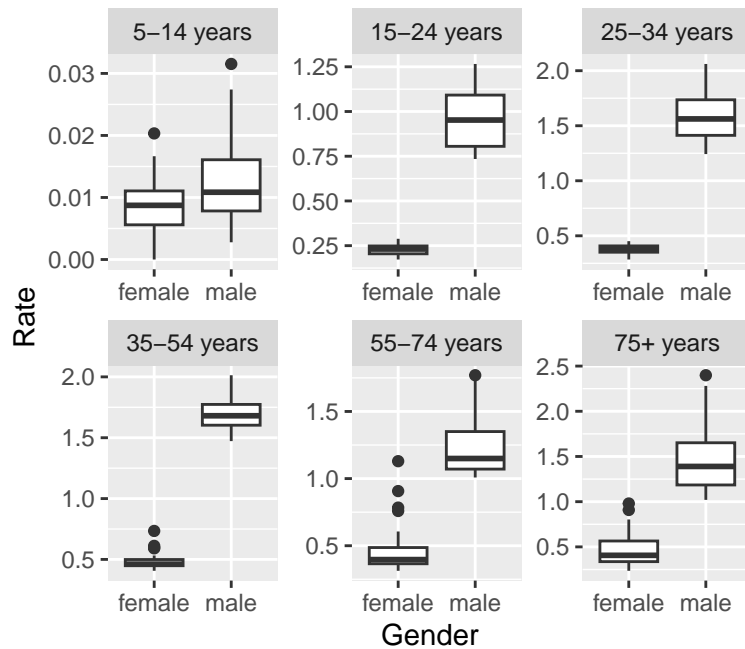 5−14 years
15−24 years
25−34 years
0.03
0.02
0.01
0.00
1.25
1.00
0.75
0.25
2.0
1.5
1.0
0.5
female male
female male
female male
Rate
35−54 years
55−74 years
75+ years
2.0
1.5
1.0
0.5
1.5
1.0
0.5
2.5
2.0
1.5
1.0
0.5
female male
female male
female male
Gender